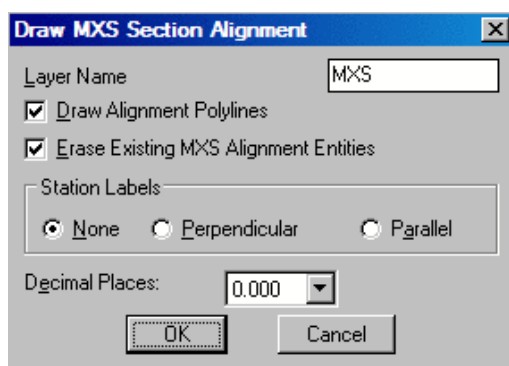 Draw MXS Section Alignment
Layer Name MXS
Draw Alignment Polylines
Erase Existing MXS Alignment Entities
Station Labels
None Perpendicular Parallel
Decimal Places: 0.000
OK Cancel